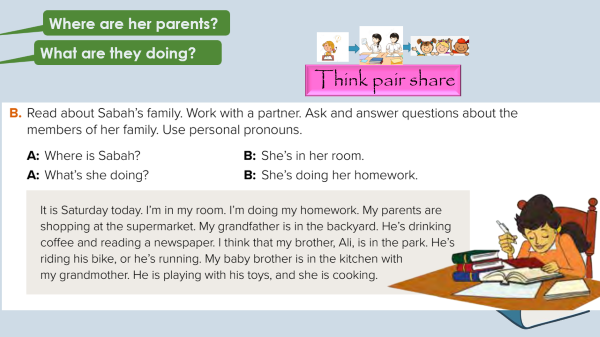 Where are her parents?
What are they doing?
Think pair share
B. Read about Sabah's family. Work with a partner. Ask and answer questions about the
members of her family. Use personal pronouns.
A: Where is Sabah? B: She's in her room.
A: What's she doing? B: She's doing her homework.
It is Saturday today. I'm in my room. I'm doing my homework. My parents are
shopping at the supermarket. My grandfather is in the backyard. He's drinking
coffee and reading a newspaper. I think that my brother, Ali, is in the park. He's
riding his bike, or he's running. My baby brother is in the kitchen with
my grandmother. He is playing with his toys, and she is cooking.